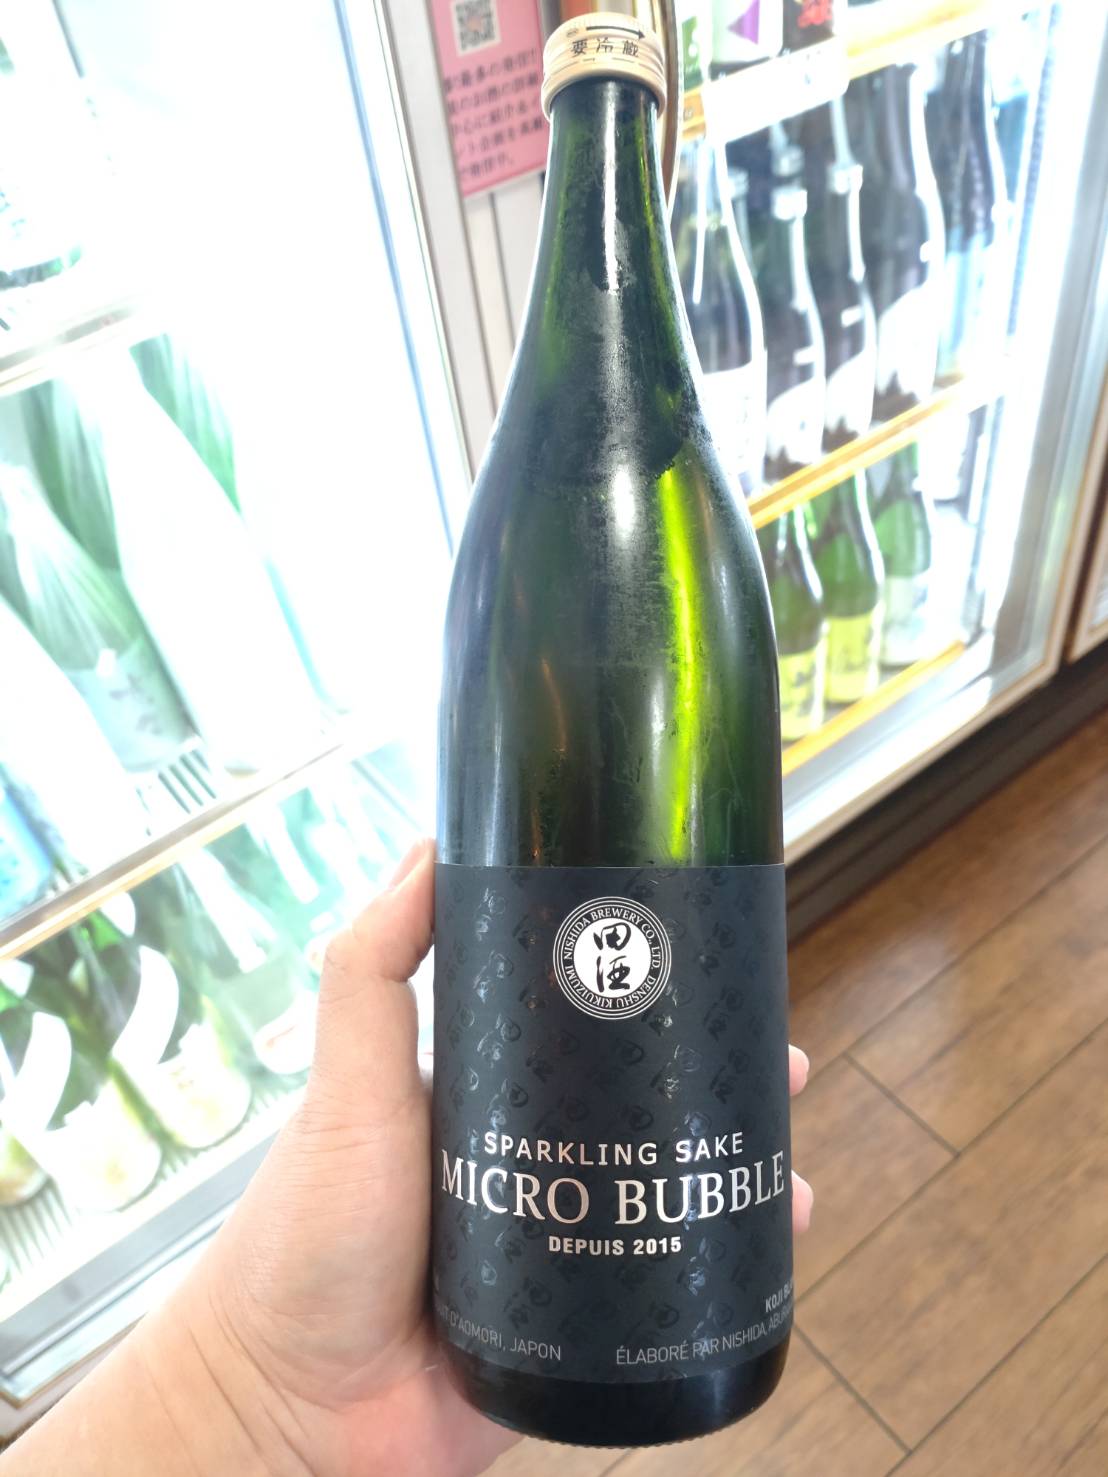 要冷蔵
NISHIDA BREWERY CO., LTD. DENSHU KIKUIZUMI
田酒
SPARKLING SAKE
MICRO BUBBLE
DEPUIS 2015
D'AOMORI, JAPON
KOJI
ÉLABORÉ PAR NISHIDA,